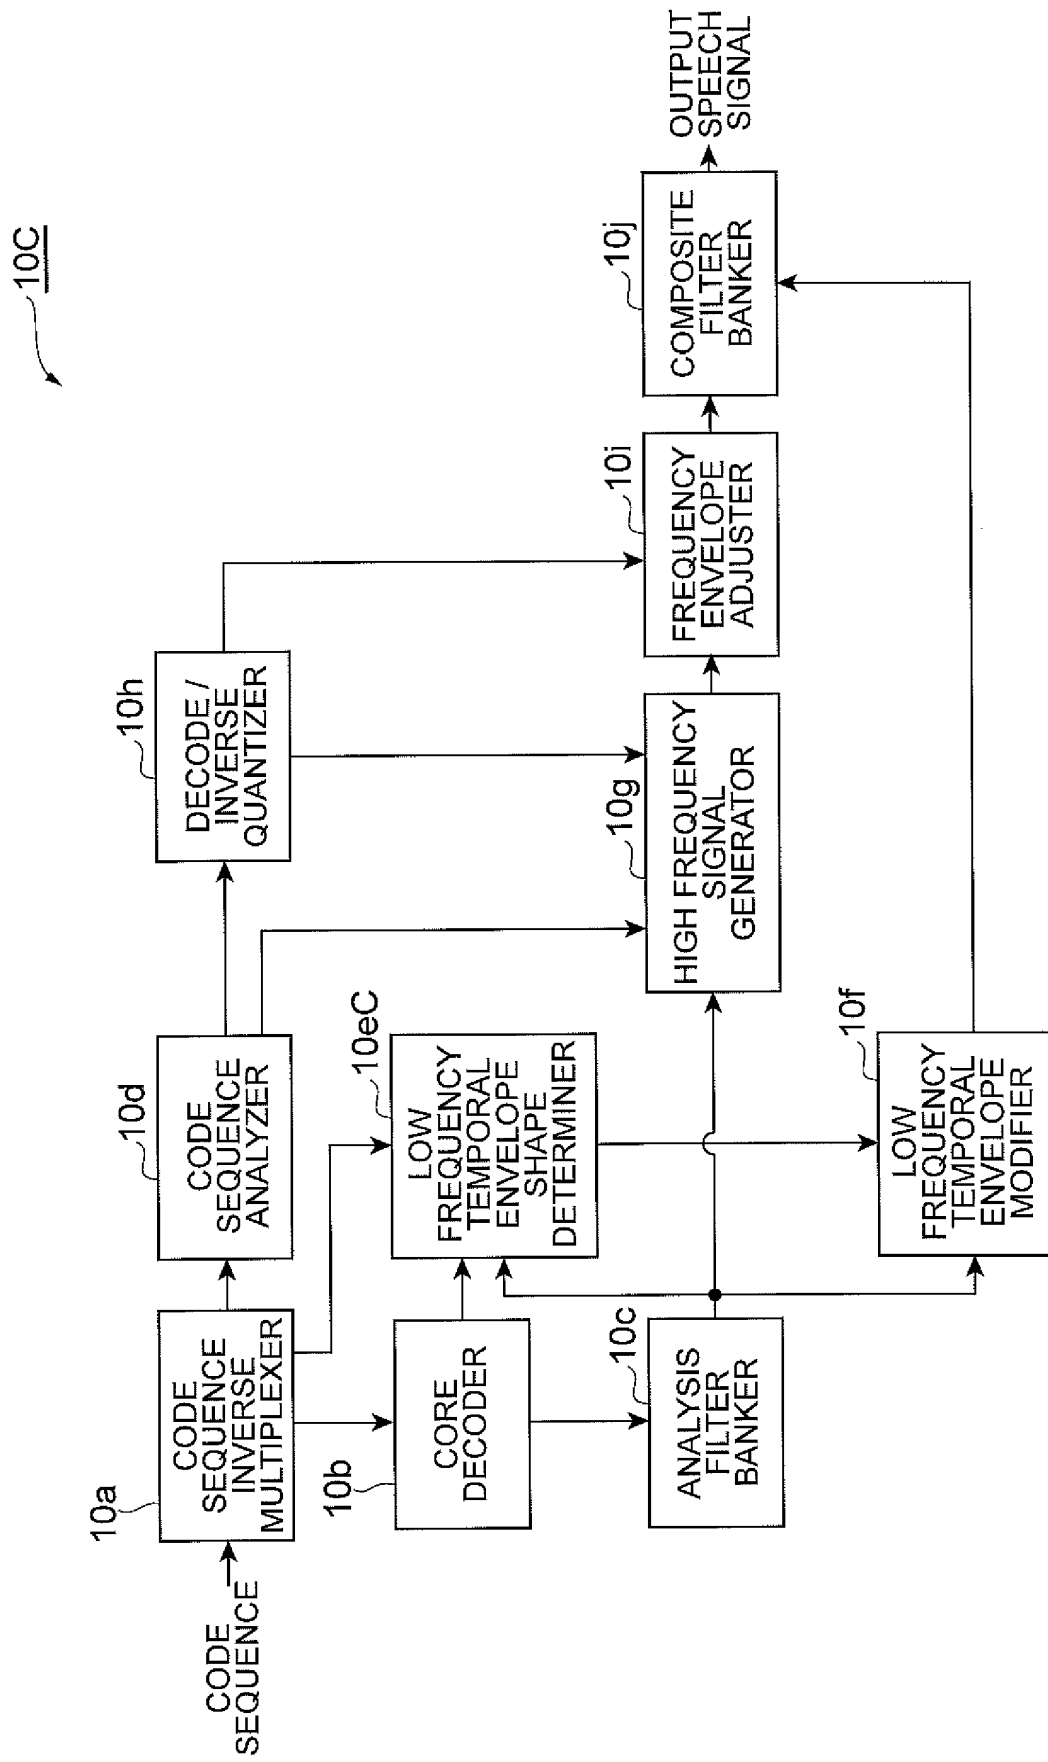 10C
CODE
SEQUENCE
10a
CODE
SEQUENCE
INVERSE
MULTIPLEXER
10d
CODE
SEQUENCE
ANALYZER
10h
DECODE /
INVERSE
QUANTIZER
10b
CORE
DECODER
10eC
LOW
FREQUENCY
TEMPORAL
ENVELOPE
SHAPE
DETERMINER
10c
ANALYSIS
FILTER
BANKER
10g
HIGH FREQUENCY
SIGNAL
GENERATOR
10i
FREQUENCY
ENVELOPE
ADJUSTER
10j
COMPOSITE
FILTER
BANKER
OUTPUT
SPEECH
SIGNAL
10f
LOW
FREQUENCY
TEMPORAL
ENVELOPE
MODIFIER